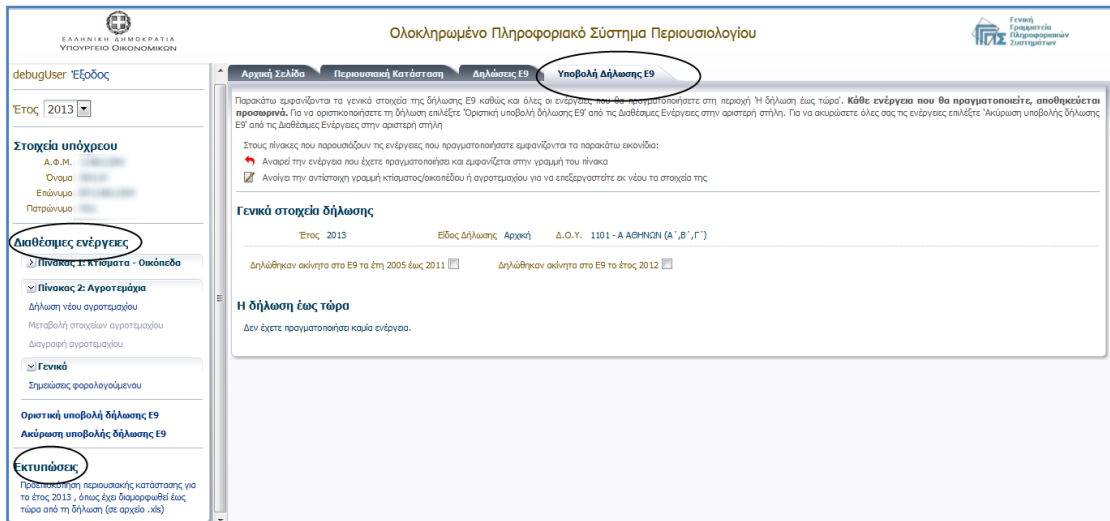 ΕΛΛΗΝΙΚΗ ΔΗΜΟΚΡΑΤΙΑ
ΥΠΟΥΡΓΕΙΟ ΟΙΚΟΝΟΜΙΚΩΝ
Ολοκληρωμένο Πληροφοριακό Σύστημα Περιουσιολογίου
Γενική
Γραμματεία
Πληροφοριακών
Συστημάτων
ΓΓΠΣ
debugUser Έξοδος
Έτος 2013
Στοιχεία υπόχρεου
Α.Φ.Μ.
Όνομα
Επώνυμο
Πατρώνυμο
Διαθέσιμες ενέργειες
Πίνακας 1: Κτίσματα - Οικόπεδα
Πίνακας 2: Αγροτεμάχια
Δήλωση νέου αγροτεμαχίου
Μεταβολή στοιχείων αγροτεμαχίου
Διαγραφή αγροτεμαχίου
Γενικά
Σημειώσεις φορολογούμενου
Οριστική υποβολή δήλωσης Ε9
Ακύρωση υποβολής δήλωσης Ε9
Εκτυπώσεις
Προεπισκόπηση περιουσιακής κατάστασης για
το έτος 2013 , όπως έχει διαμορφωθεί έως
τώρα από τη δήλωση (σε αρχείο .xls)
Αρχική Σελίδα Περιουσιακή Κατάσταση Δηλώσεις Ε9 Υποβολή Δήλωσης Ε9
Παρακάτω εμφανίζονται τα γενικά στοιχεία της δήλωσης Ε9 καθώς και όλες οι ενέργειες που θα πραγματοποιήσετε στη περιοχή 'Η δήλωση έως τώρα'. Κάθε ενέργεια που θα πραγματοποιείτε, αποθηκεύεται
προσωρινά. Για να οριστικοποιήσετε τη δήλωση επιλέξτε 'Οριστική υποβολή δήλωσης Ε9' από τις Διαθέσιμες Ενέργειες στην αριστερή στήλη. Για να ακυρώσετε όλες σας τις ενέργειες επιλέξτε 'Ακύρωση υποβολής δήλωσης
Ε9' από τις Διαθέσιμες Ενέργειες στην αριστερή στήλη
Στους πίνακες που παρουσιάζουν τις ενέργειες που πραγματοποιήσατε εμφανίζονται τα παρακάτω εικονίδια:
Αναιρεί την ενέργεια που έχετε πραγματοποιήσει και εμφανίζεται στην γραμμή του πίνακα
Ανοίγει την αντίστοιχη γραμμή κτίσματος/οικοπέδου ή αγροτεμαχίου για να επεξεργαστείτε εκ νέου τα στοιχεία της
Γενικά στοιχεία δήλωσης
Έτος 2013 Είδος Δήλωσης Αρχική Δ.Ο.Υ. 1101 - Α ΑΘΗΝΩΝ (Α΄,Β΄,Γ΄)
Δηλώθηκαν ακίνητα στο Ε9 τα έτη 2005 έως 2011 Δηλώθηκαν ακίνητα στο Ε9 το έτος 2012
Η δήλωση έως τώρα
Δεν έχετε πραγματοποιήσει καμία ενέργεια.